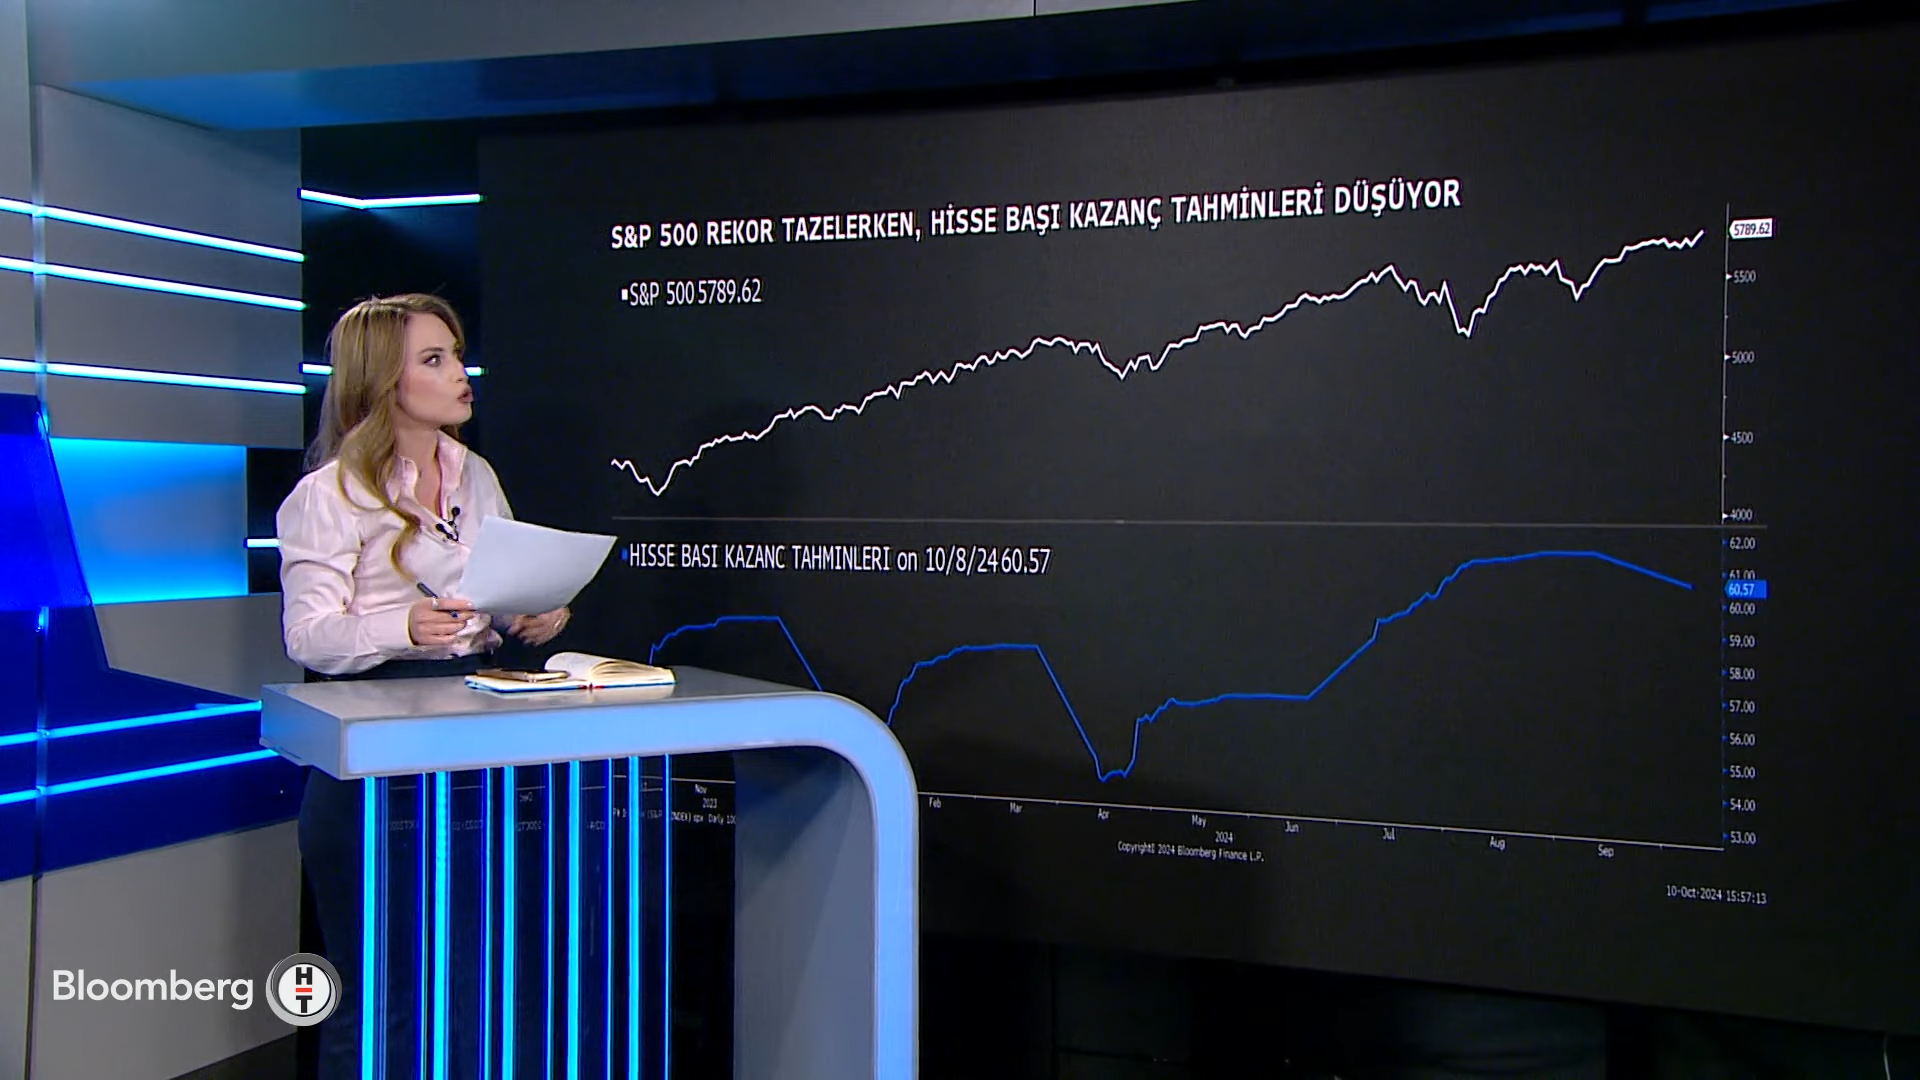 S&P 500 REKOR TAZELERKEN, HİSSE BAŞI KAZANÇ TAHMİNLERİ DÜŞÜYOR
S&P 500 5789.62
5789.62
5500
5000
4500
4000
HISSE BASI KAZANC TAHMINLERI on 10/8/24 60.57
62.00
61.00
60.57
60.00
59.00
58.00
57.00
56.00
55.00
54.00
53.00
Nov
Feb
Mar
Apr
May
Jun
Jul
Aug
Sep
2023
2024
Daily
Copyright© 2024 Bloomberg Finance L.P.
10-Oct-2024 15:57:13
Bloomberg HT